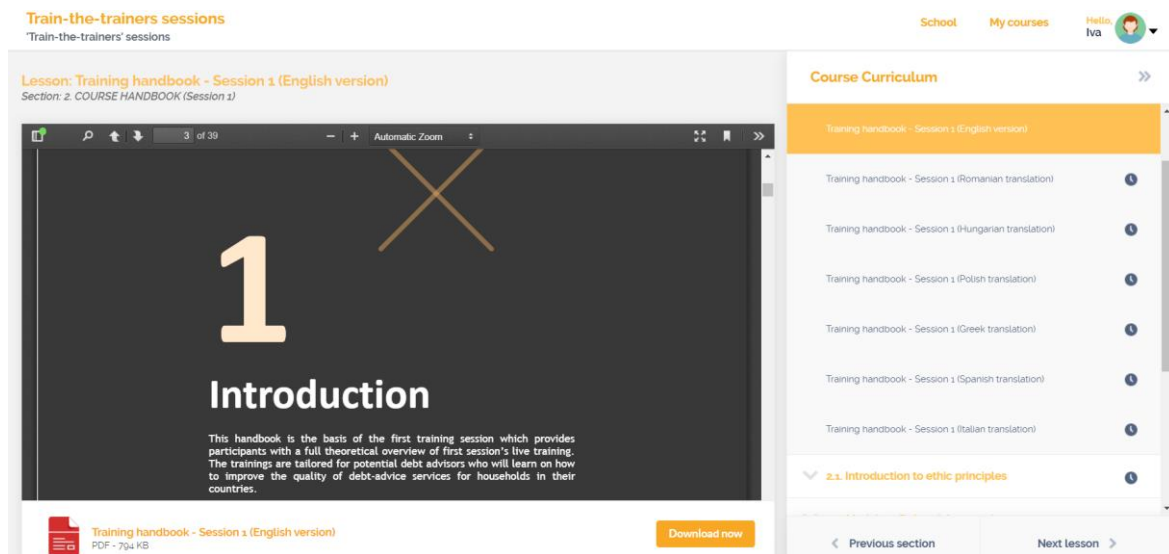 Train-the-trainers sessions
'Train-the-trainers' sessions
School
My courses
Hello,
Iva
Lesson: Training handbook - Session 1 (English version)
Section: 2. COURSE HANDBOOK (Session 1)
3 of 39
Automatic Zoom
1
Introduction
This handbook is the basis of the first training session which provides
participants with a full theoretical overview of first session's live training.
The trainings are tailored for potential debt advisors who will learn on how
to improve the quality of debt-advice services for households in their
countries.
Training handbook - Session 1 (English version)
PDF - 794 KB
Download now
Course Curriculum
Training handbook - Session 1 (English version)
Training handbook - Session 1 (Romanian translation)
Training handbook - Session 1 (Hungarian translation)
Training handbook - Session 1 (Polish translation)
Training handbook - Session 1 (Greek translation)
Training handbook - Session 1 (Spanish translation)
Training handbook - Session 1 (Italian translation)
2.1. Introduction to ethic principles
Previous section
Next lesson